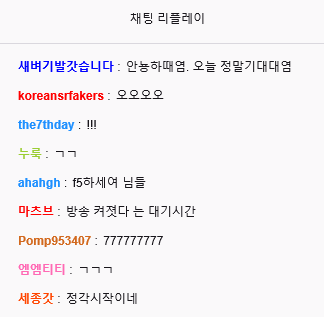 채팅 리플레이
새벼기발갓습니다 : 안뇽하때염. 오늘 정말기대대염
koreansrfakers : 오오오오
the7thday : !!!
누룩 : ㄱㄱ
ahahgh : f5하세여 님들
마츠브 : 방송 켜졋다 는 대기시간
Pomp953407 : 777777777
엠엠티티 : ㄱㄱㄱ
세종갓 : 정각시작이네